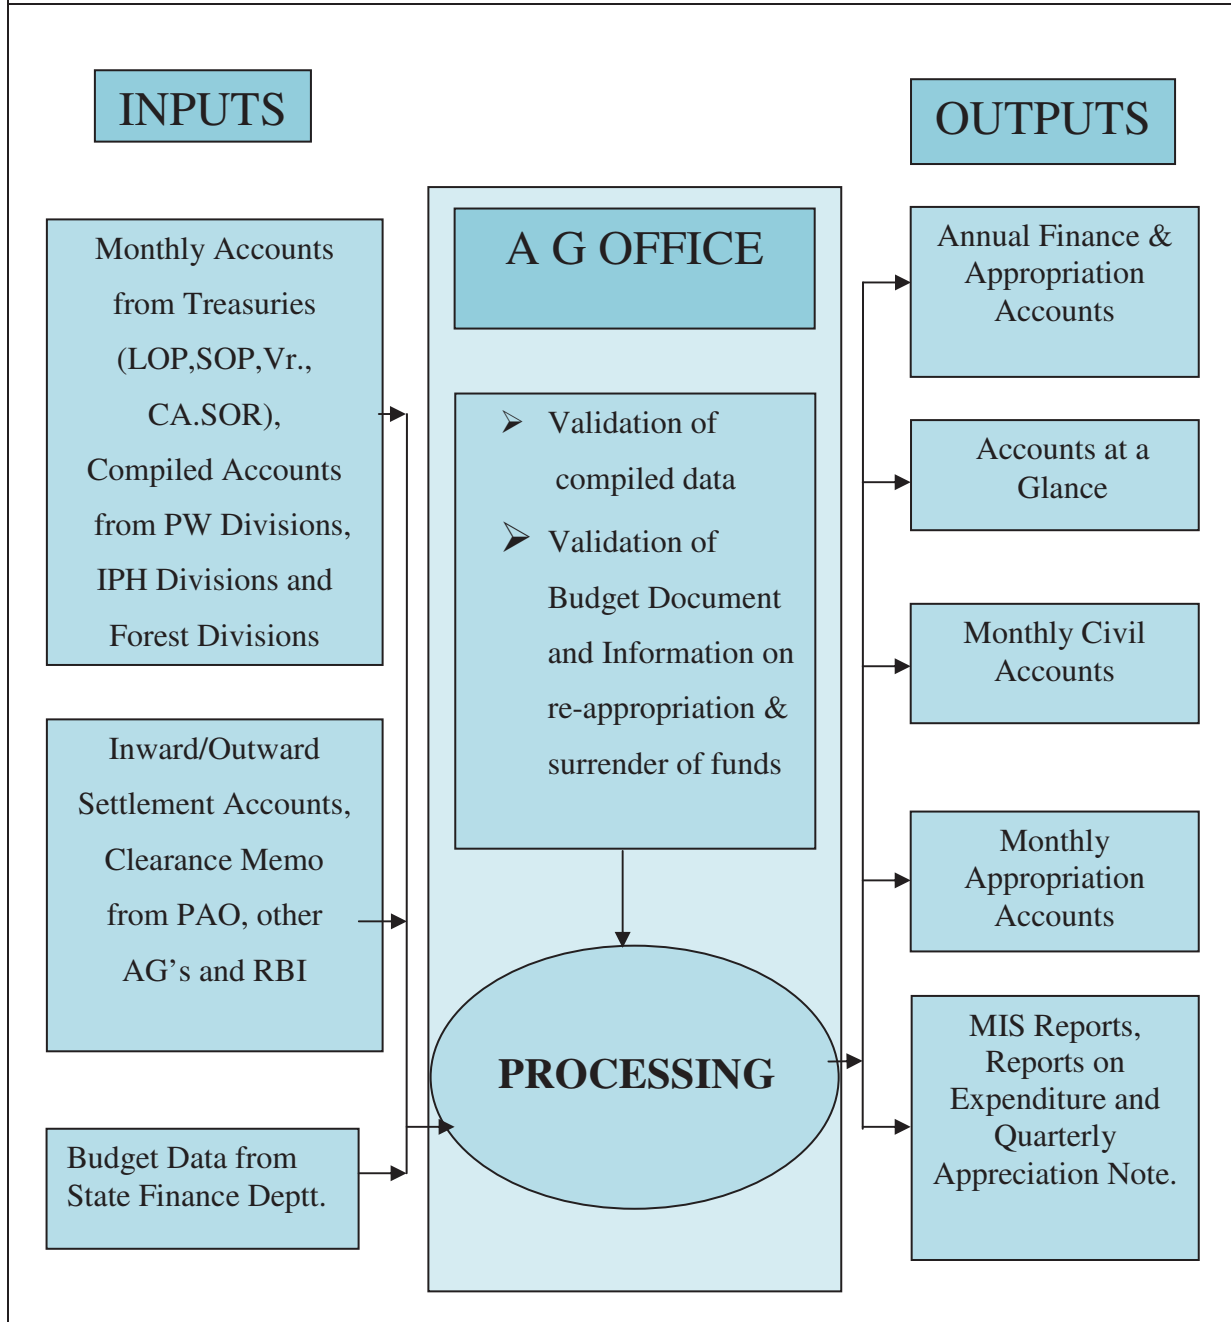 INPUTS
Monthly Accounts
from Treasuries
(LOP,SOP,Vr.,
CA.SOR),
Compiled Accounts
from PW Divisions,
IPH Divisions and
Forest Divisions
Inward/Outward
Settlement Accounts,
Clearance Memo
from PAO, other
AG’s and RBI
Budget Data from
State Finance Deptt.
A G OFFICE
➢ Validation of
compiled data
➢ Validation of
Budget Document
and Information on
re-appropriation &
surrender of funds
PROCESSING
OUTPUTS
Annual Finance &
Appropriation
Accounts
Accounts at a
Glance
Monthly Civil
Accounts
Monthly
Appropriation
Accounts
MIS Reports,
Reports on
Expenditure and
Quarterly
Appreciation Note.